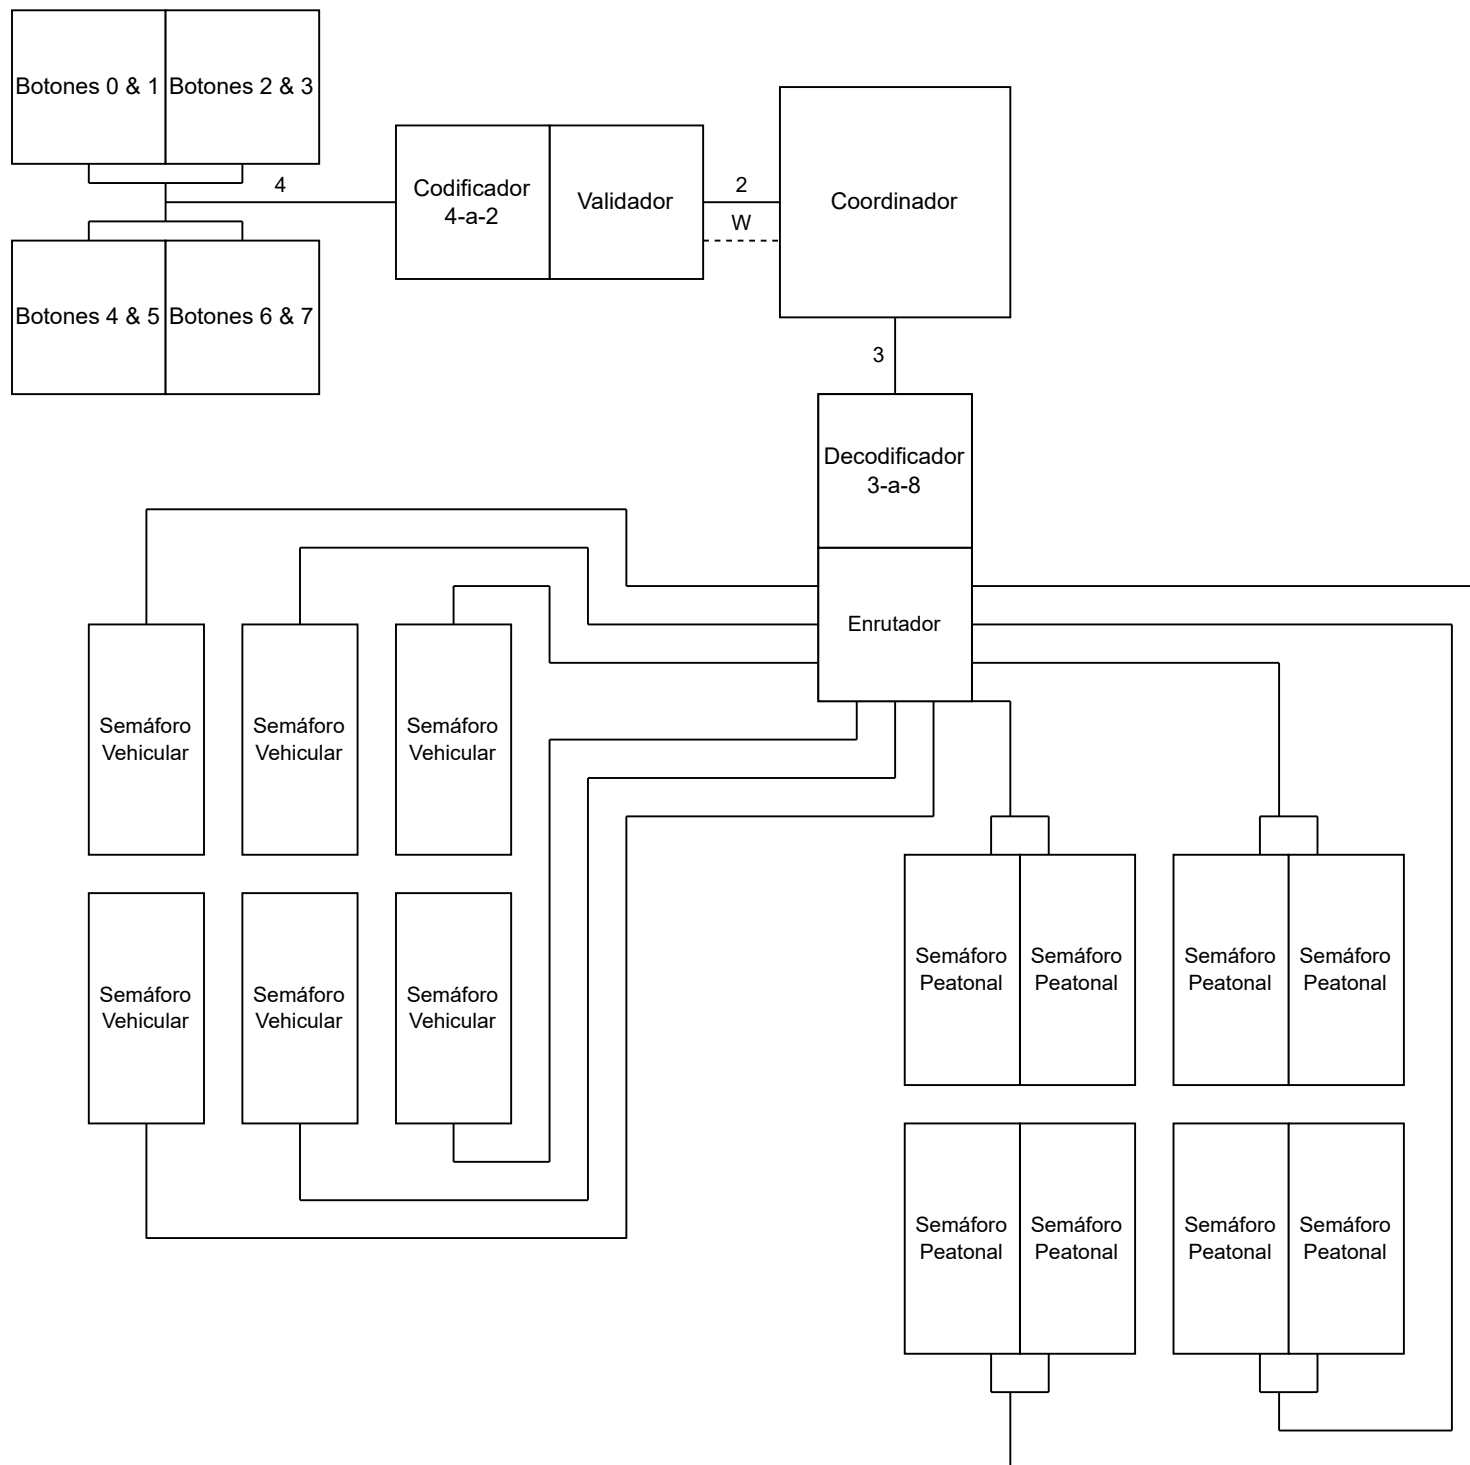 Botones 0 & 1
Botones 2 & 3
4
Codificador
4-a-2
Validador
2
W
Coordinador
Botones 4 & 5
Botones 6 & 7
3
Decodificador
3-a-8
Enrutador
Semáforo
Vehicular
Semáforo
Vehicular
Semáforo
Vehicular
Semáforo
Peatonal
Semáforo
Peatonal
Semáforo
Peatonal
Semáforo
Peatonal
Semáforo
Vehicular
Semáforo
Vehicular
Semáforo
Vehicular
Semáforo
Peatonal
Semáforo
Peatonal
Semáforo
Peatonal
Semáforo
Peatonal